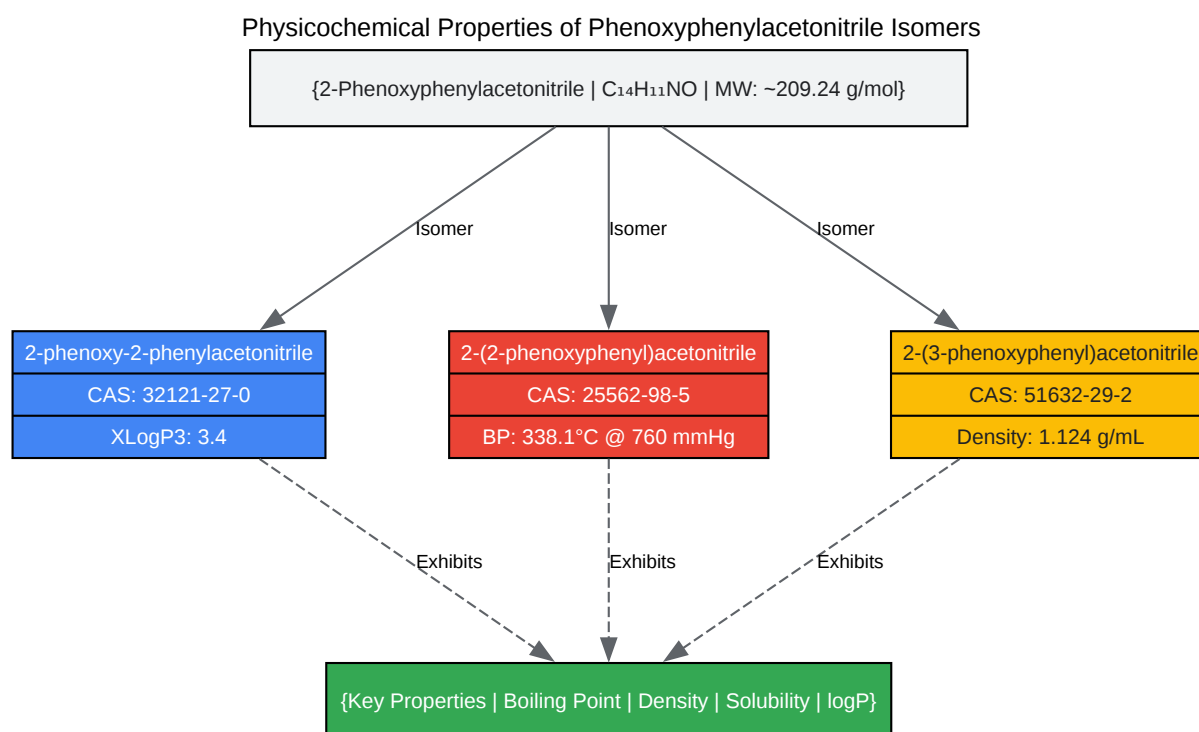 Physicochemical Properties of Phenoxyphenylacetonitrile Isomers
{2-Phenoxyphenylacetonitrile | C₁₄H₁₁NO | MW: ~209.24 g/mol}
Isomer
Isomer
Isomer
2-phenoxy-2-phenylacetonitrile
CAS: 32121-27-0
XLogP3: 3.4
2-(2-phenoxyphenyl)acetonitrile
CAS: 25562-98-5
BP: 338.1°C @ 760 mmHg
2-(3-phenoxyphenyl)acetonitrile
CAS: 51632-29-2
Density: 1.124 g/mL
Exhibits
Exhibits
Exhibits
{Key Properties | Boiling Point | Density | Solubility | logP}